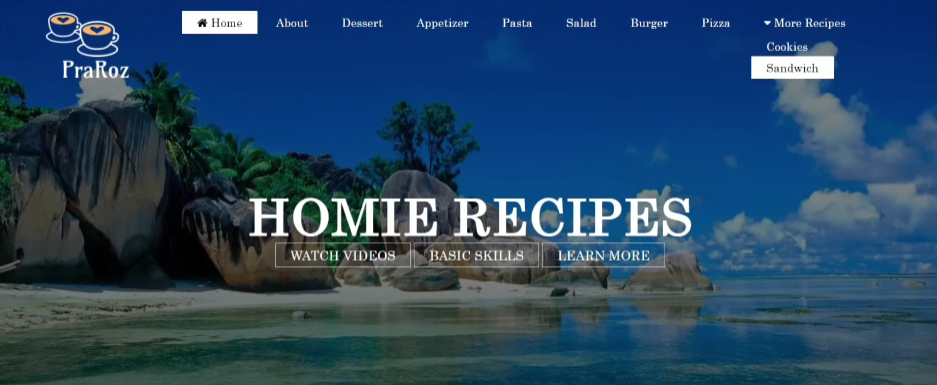 Home About Dessert Appetizer Pasta Salad Burger Pizza More Recipes
Cookies
Sandwich
PraRoz
HOMIE RECIPES
WATCH VIDEOS BASIC SKILLS LEARN MORE